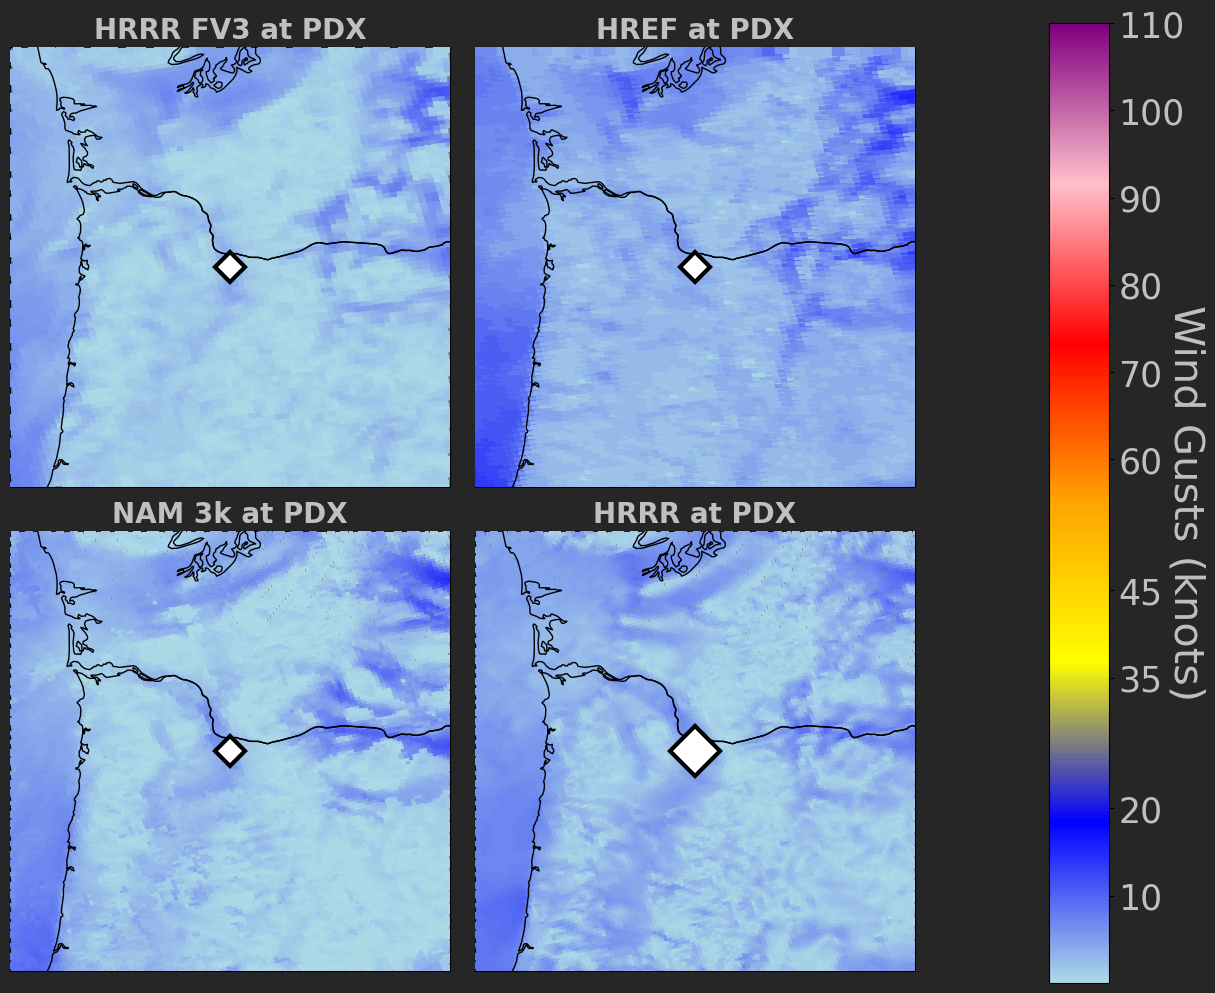 HRRR FV3 at PDX
HREF at PDX
NAM 3k at PDX
HRRR at PDX
110
100
90
80
70
60
45
35
20
10
Wind Gusts (knots)